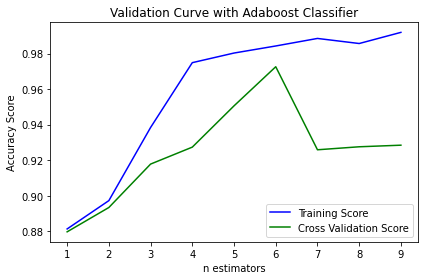 Validation Curve with Adaboost Classifier
Accuracy Score
0.98
0.96
0.94
0.92
0.90
0.88
1 2 3 4 5 6 7 8 9
n estimators
Training Score
Cross Validation Score